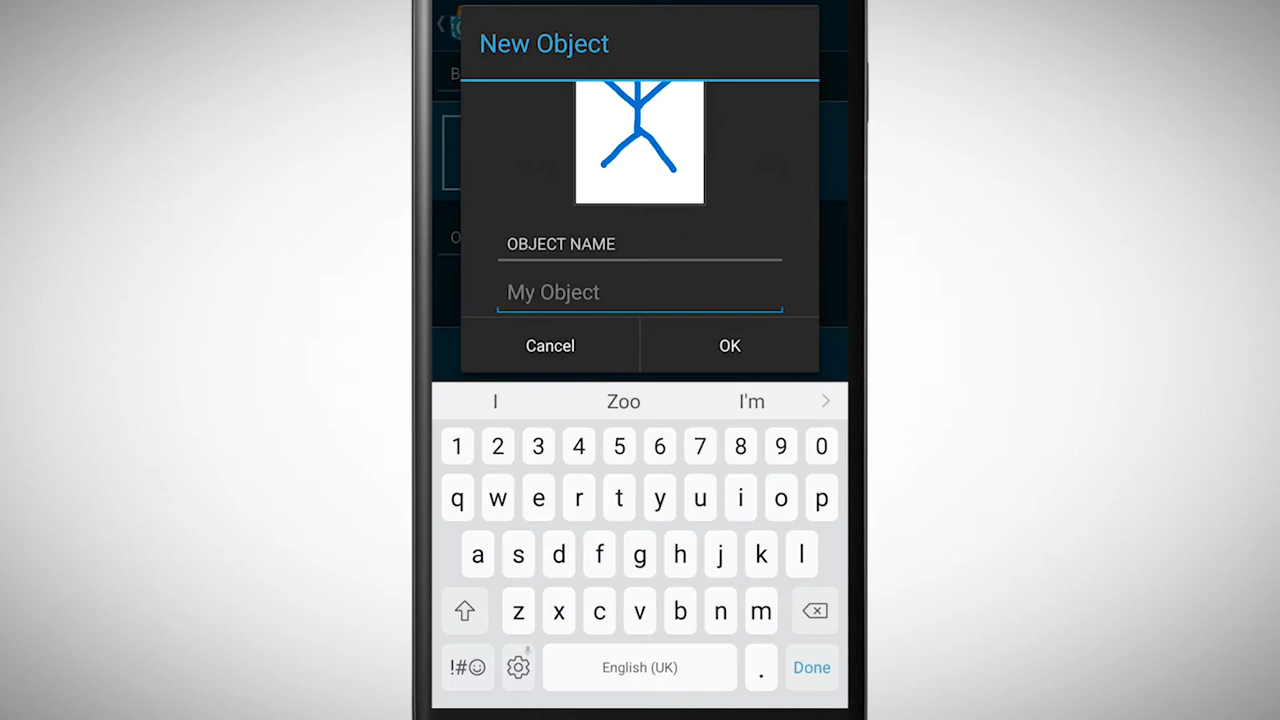 B
New Object
OBJECT NAME
O
My Object
Cancel
OK
I
Zoo
I'm
1 2 3 4 5 6 7 8 9 0
q w e r t y u i o p
a s d f g h j k l
z x c v b n m
!#☺
English (UK)
.
Done